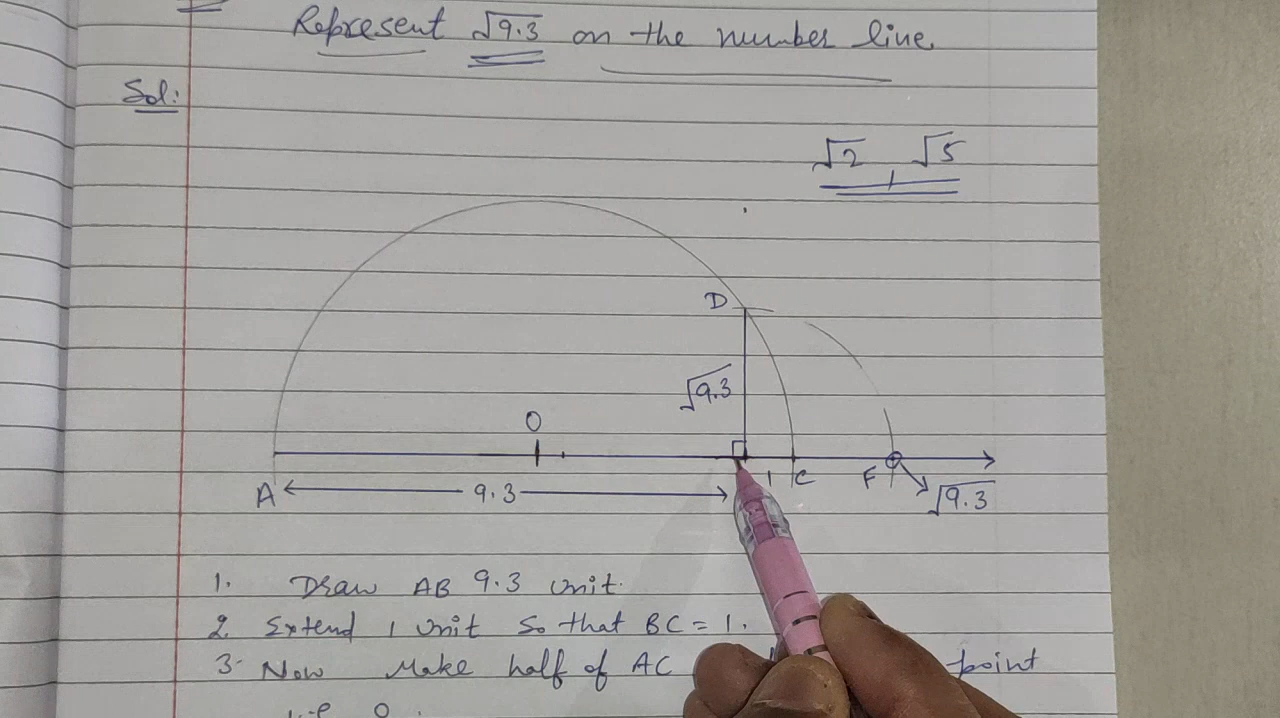 Represent √9.3 on the number line.
Sol:
√2, √5
D
√9.3
O
A 9.3 1 C F √9.3
1. Draw AB 9.3 unit.
2. Extend 1 unit so that BC = 1.
3. Now Make half of AC point
i.e O.